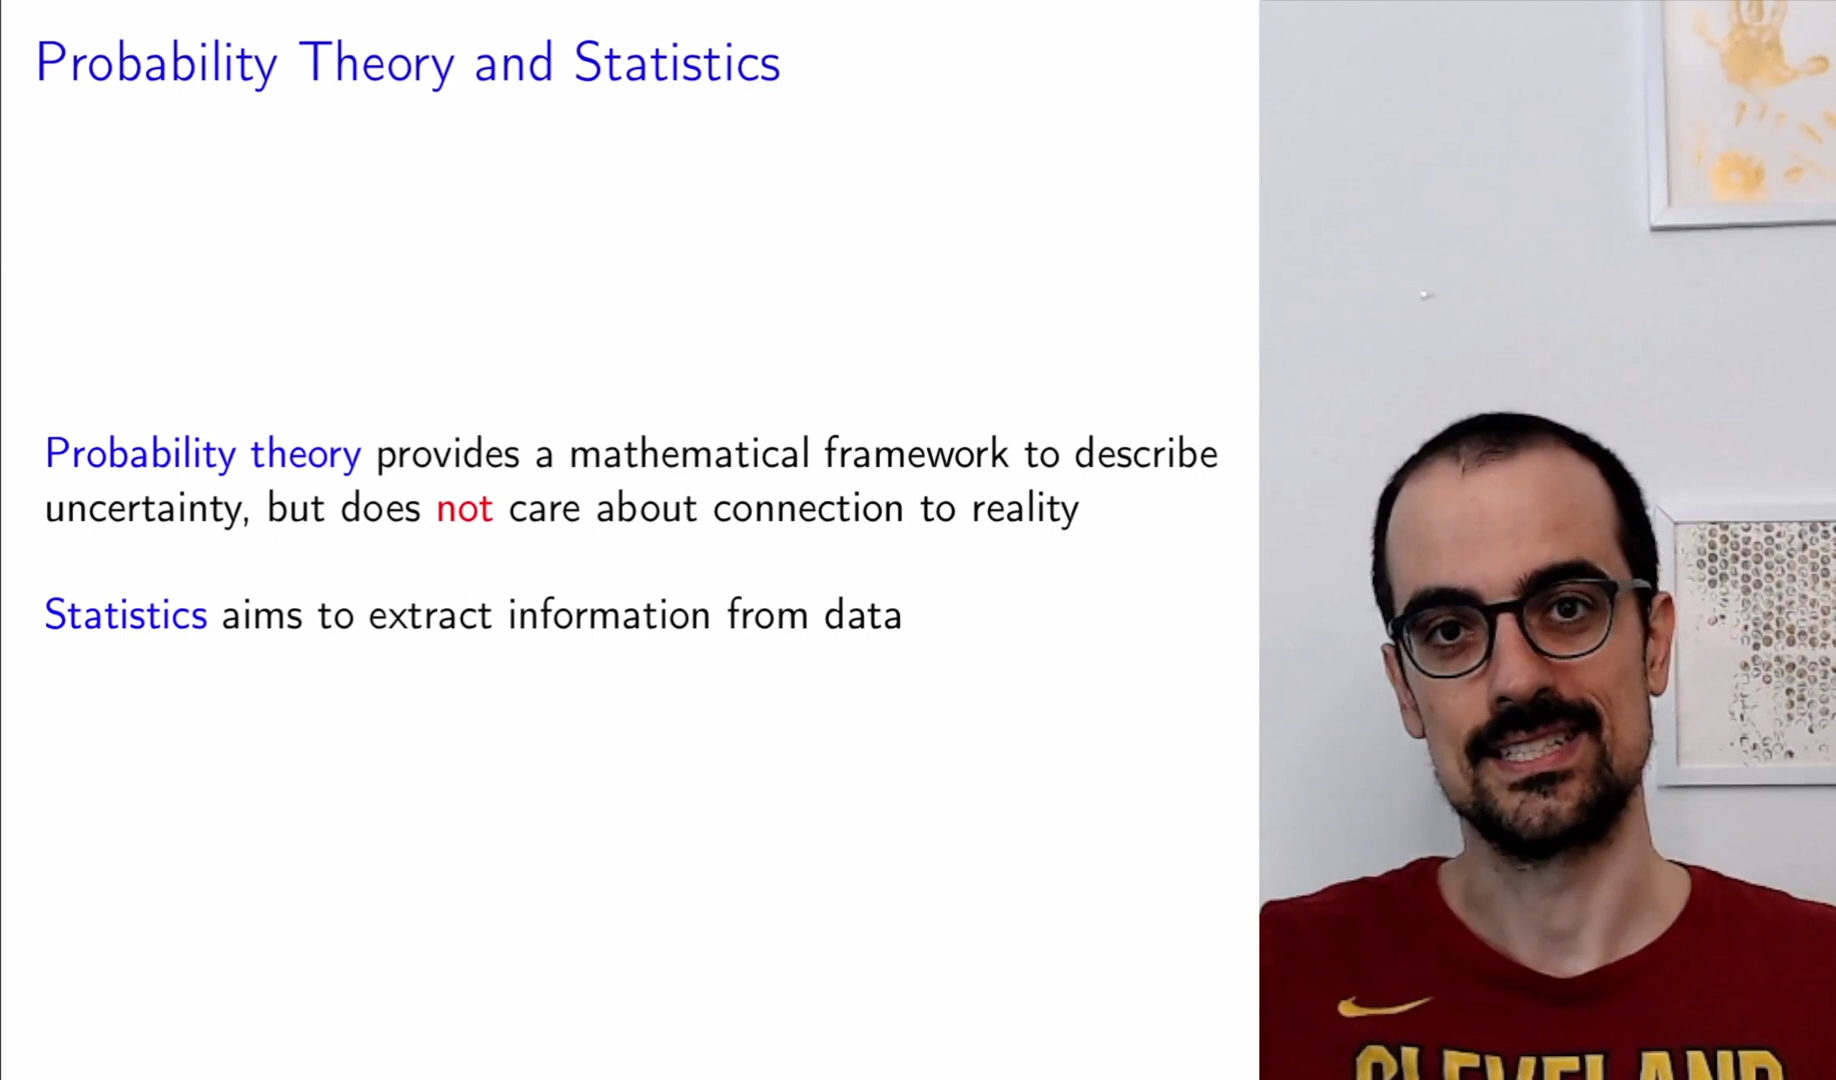 Probability Theory and Statistics
Probability theory provides a mathematical framework to describe
uncertainty, but does not care about connection to reality
Statistics aims to extract information from data
CLEVELAND